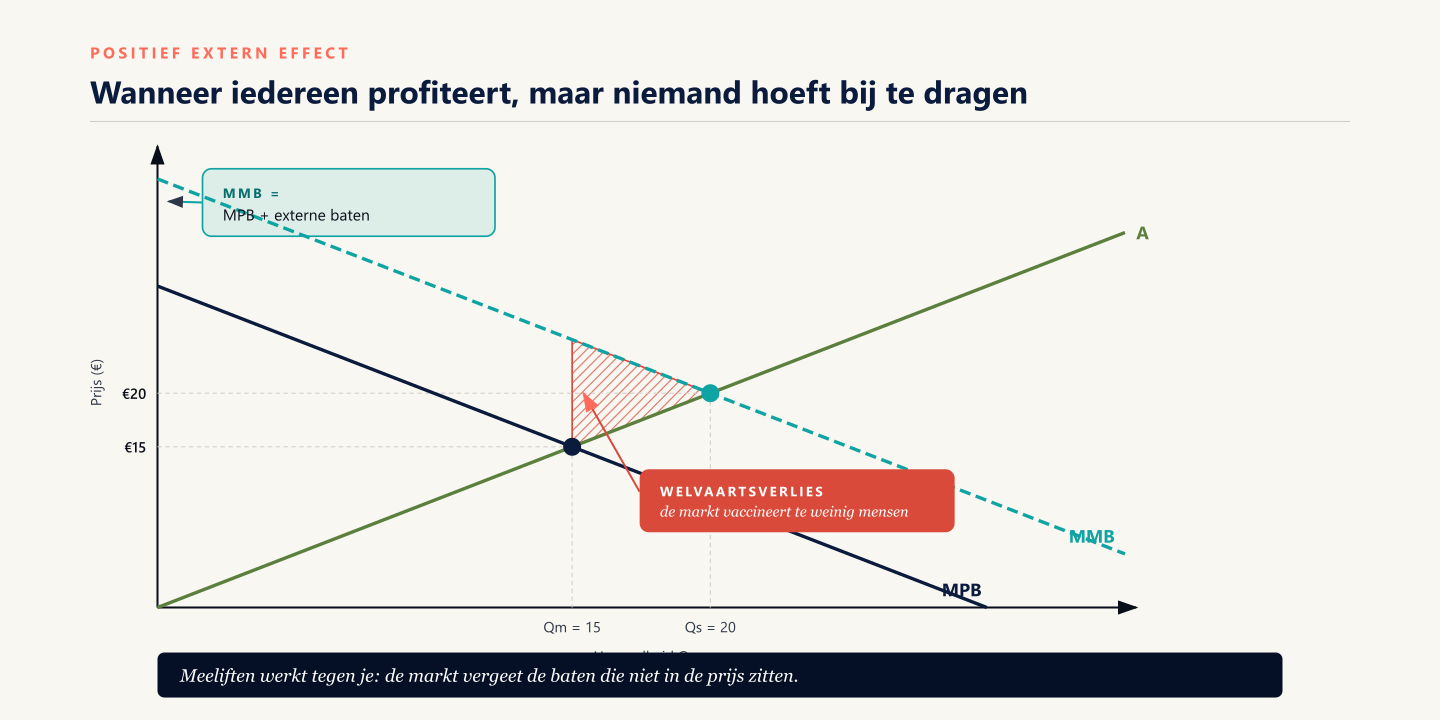 POSITIEF EXTERN EFFECT
Wanneer iedereen profiteert, maar niemand hoeft bij te dragen
MMB =
MPB + externe baten
A
Prijs (€)
€20
€15
WELVAARTSVERLIES
de markt vaccineert te weinig mensen
MMB
MPB
Qm = 15
Qs = 20
Meeliften werkt tegen je: de markt vergeet de baten die niet in de prijs zitten.